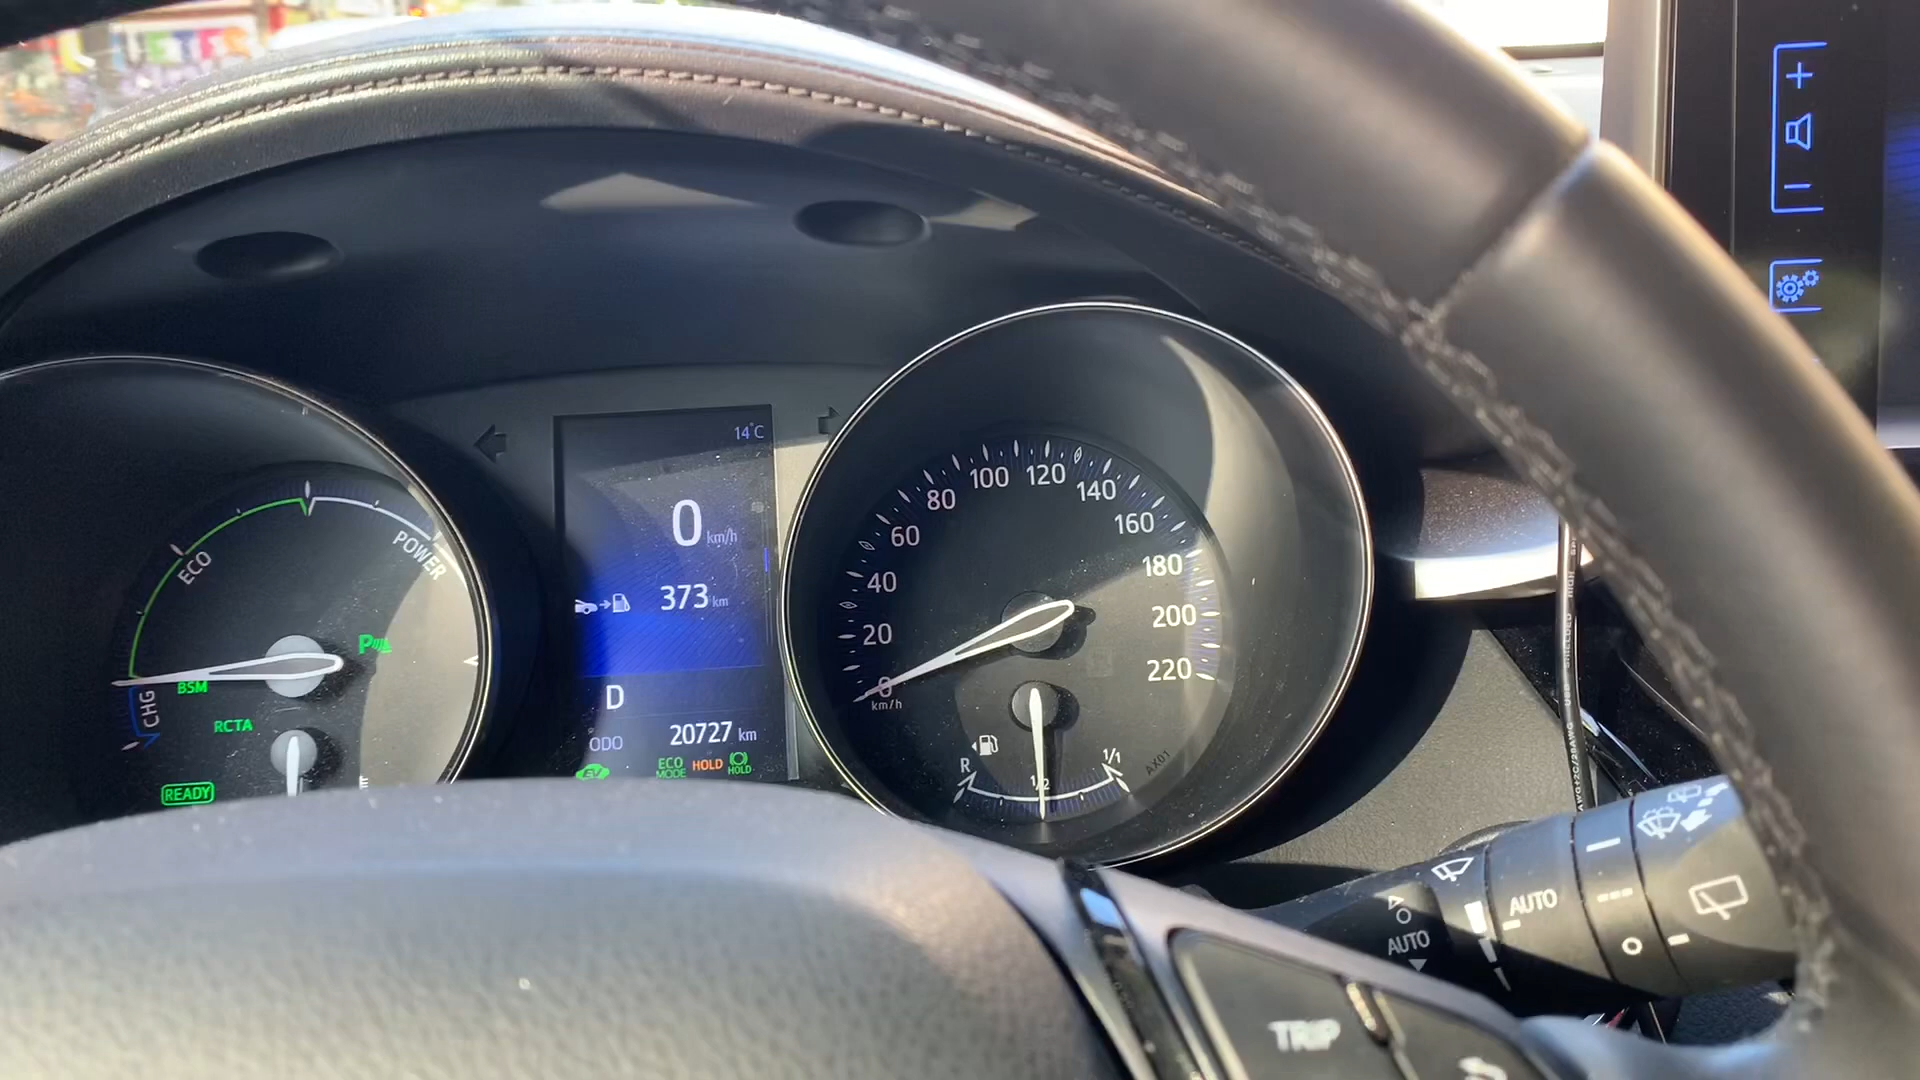 ECO
POWER
CHG
BSM
RCTA
READY
14°C
0 km/h
373 km
D
ODO 20727 km
EV
ECO MODE HOLD HOLD
0
20
40
60
80
100
120
140
160
180
200
220
km/h
R
1/2
1/1
AX01
AUTO
AUTO
TRIP